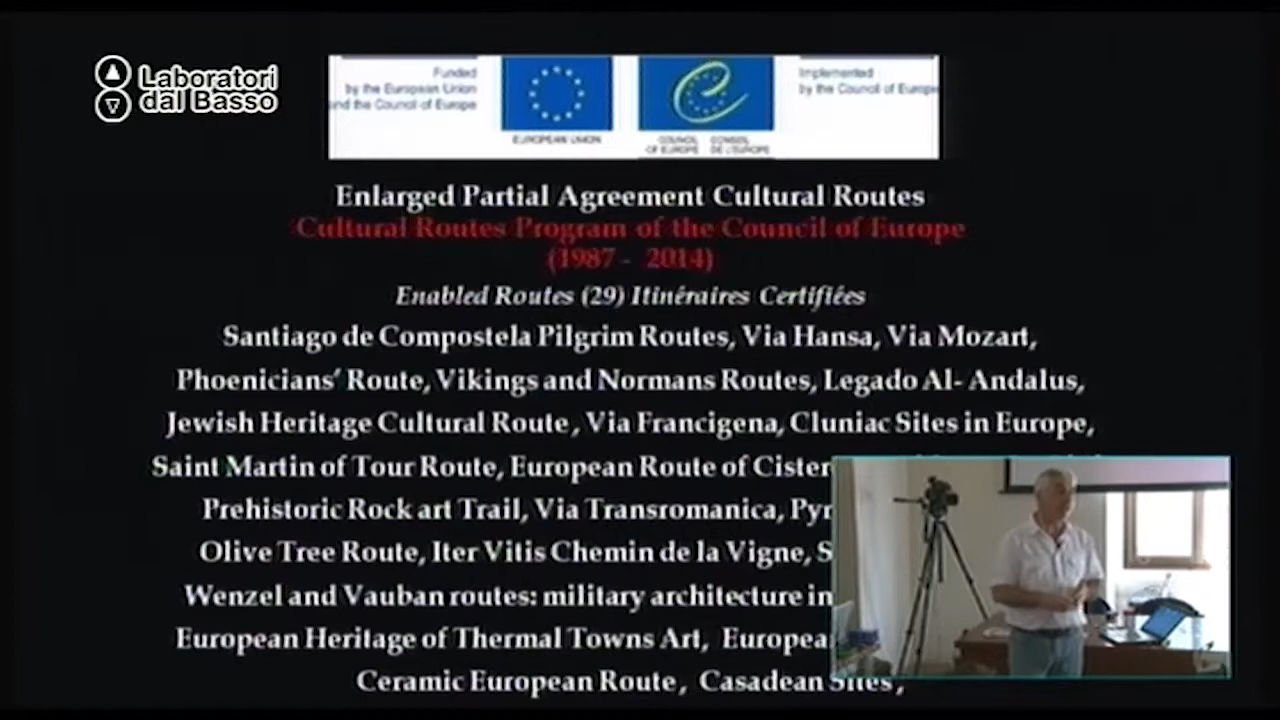 Laboratori
dal Basso
Funded
by the European Union
and the Council of Europe
EUROPEAN UNION
COUNCIL OF EUROPE
CONSEIL DE L'EUROPE
Implemented
by the Council of Europe
Enlarged Partial Agreement Cultural Routes
Cultural Routes Program of the Council of Europe
(1987 - 2014)
Enabled Routes (29) Itinéraires Certifiées
Santiago de Compostela Pilgrim Routes, Via Hansa, Via Mozart,
Phoenicians' Route, Vikings and Normans Routes, Legado Al- Andalus,
Jewish Heritage Cultural Route, Via Francigena, Cluniac Sites in Europe,
Saint Martin of Tour Route, European Route of Cister
Prehistoric Rock art Trail, Via Transromanica, Pyr
Olive Tree Route, Iter Vitis Chemin de la Vigne, S
Wenzel and Vauban routes: military architecture in
European Heritage of Thermal Towns Art, Europea
Ceramic European Route, Casadean Sites,